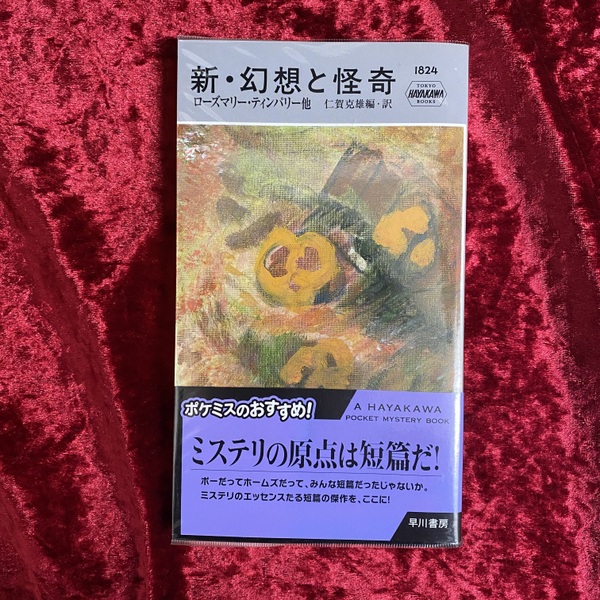 新・幻想と怪奇
ローズマリー・ティンパリー他 仁賀克雄編・訳
1824
TOKYO
HAYAKAWA
BOOKS
ポケミスのおすすめ!
A HAYAKAWA
POCKET MYSTERY BOOK
ミステリの原点は短篇だ!
ポーだってホームズだって、みんな短篇だったじゃないか。
ミステリのエッセンスたる短篇の傑作を、ここに!
早川書房